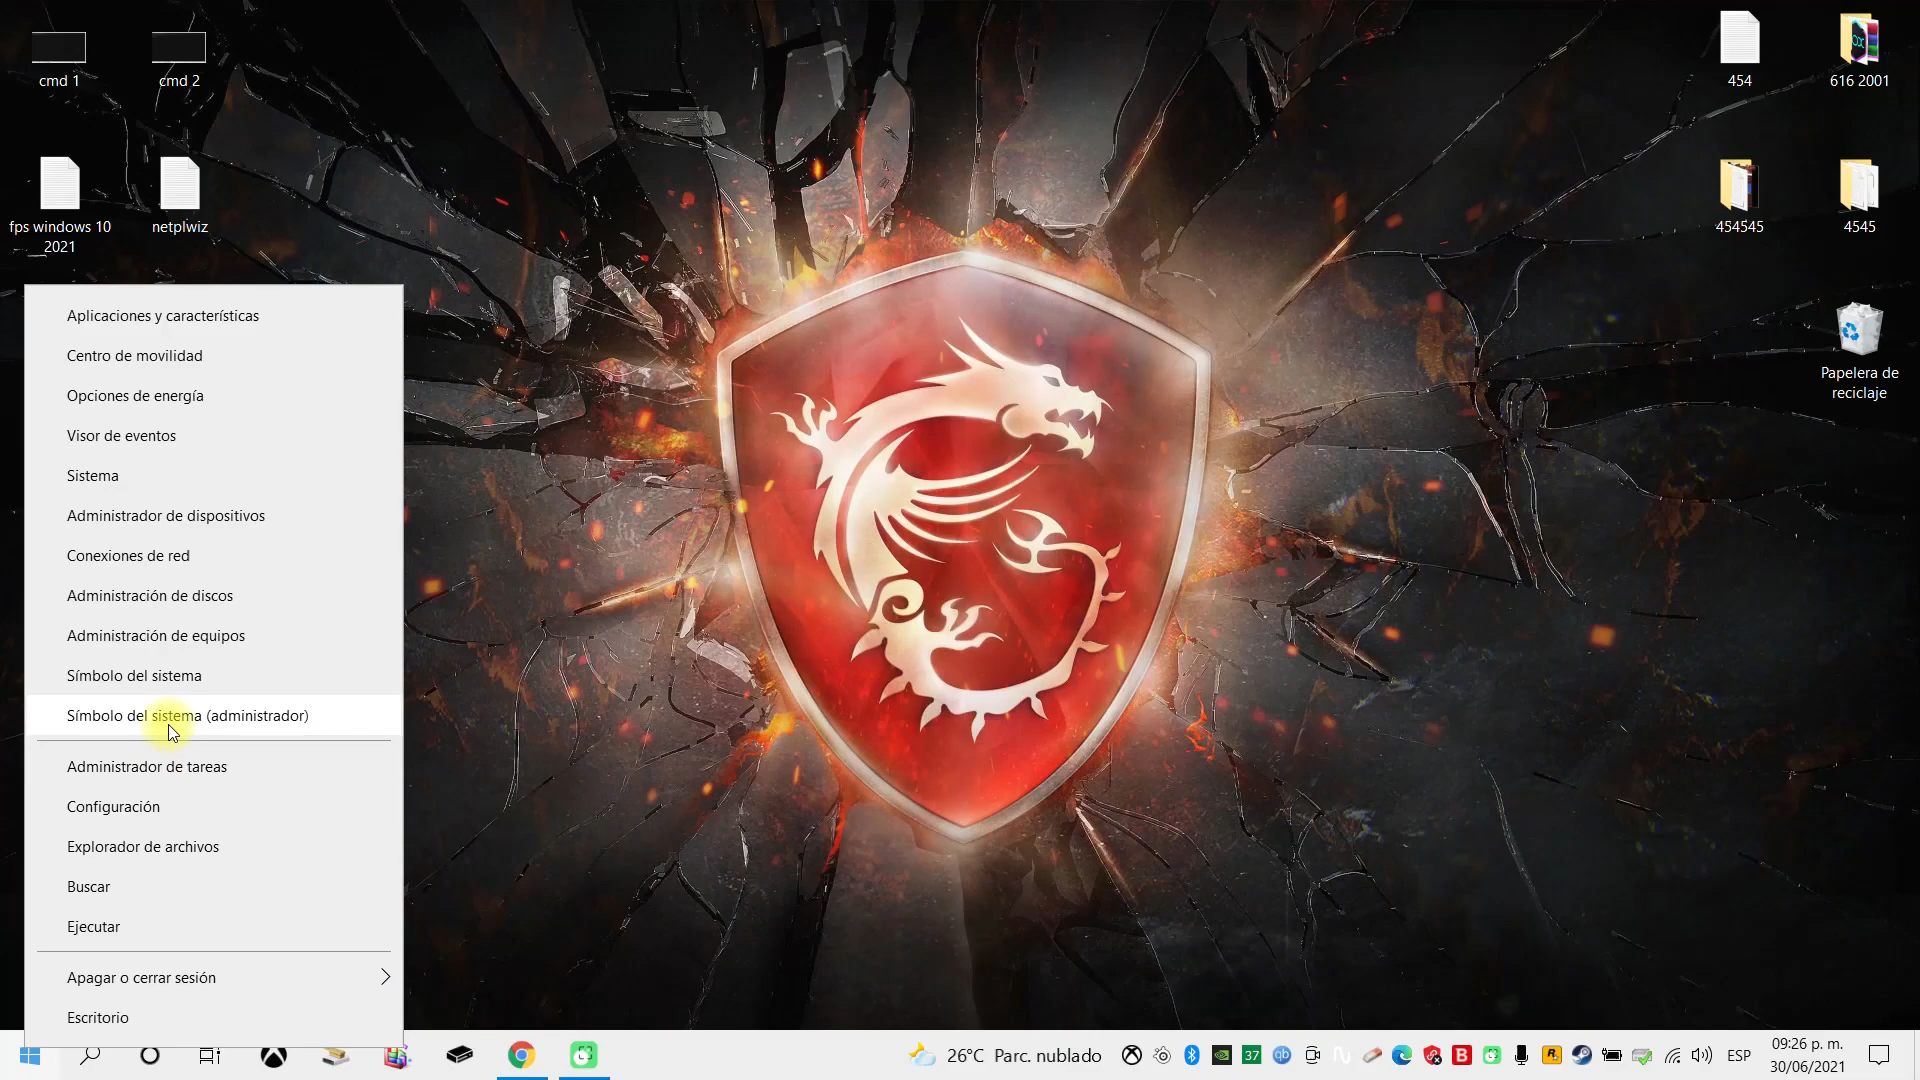 cmd 1
cmd 2
fps windows 10
2021
netplwiz
454
616 2001
454545
4545
Papelera de
reciclaje
Aplicaciones y características
Centro de movilidad
Opciones de energía
Visor de eventos
Sistema
Administrador de dispositivos
Conexiones de red
Administración de discos
Administración de equipos
Símbolo del sistema
Símbolo del sistema (administrador)
Administrador de tareas
Configuración
Explorador de archivos
Buscar
Ejecutar
Apagar o cerrar sesión
Escritorio
26°C Parc. nublado
37
qb
B
R
ESP
09:26 p. m.
30/06/2021